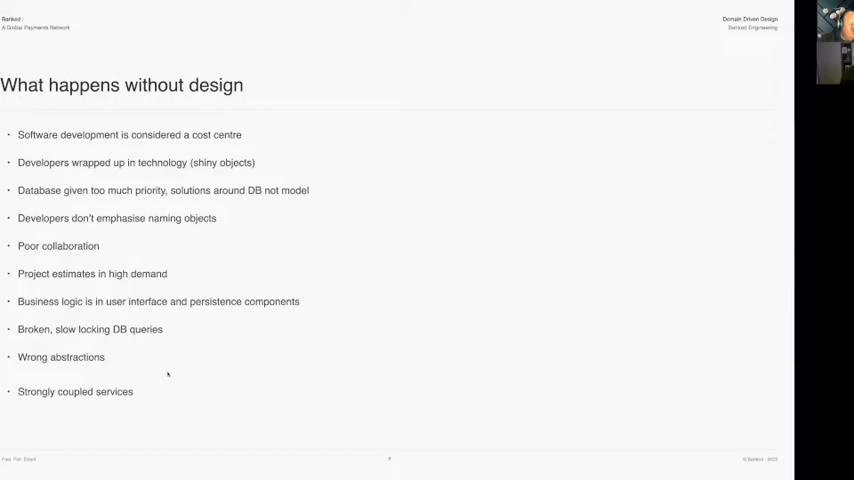 Banked :
A Global Payments Network
Domain Driven Design
Banked Engineering
What happens without design
• Software development is considered a cost centre
• Developers wrapped up in technology (shiny objects)
• Database given too much priority, solutions around DB not model
• Developers don't emphasise naming objects
• Poor collaboration
• Project estimates in high demand
• Business logic is in user interface and persistence components
• Broken, slow locking DB queries
• Wrong abstractions
• Strongly coupled services
© Banked - 2023